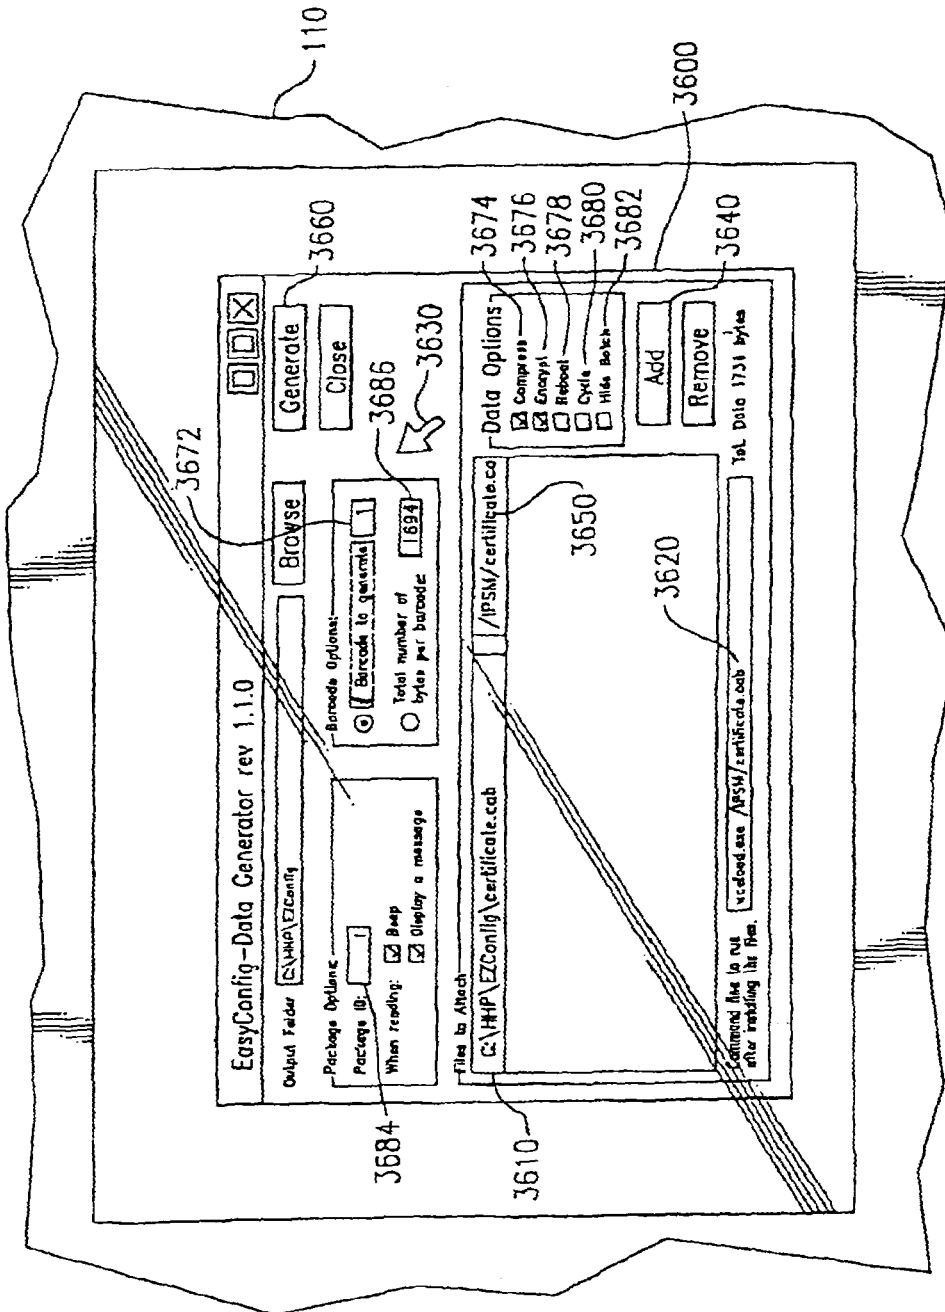 110
3600
EasyConfig-Data Generator rev 1.1.0
Output Folder C:\HHP\EZConfig Browse Generate
3660
Close
Package Options:
Package ID: 1
3684
When reading: Beep
Display a message
Barcode Options:
Barcode to generate 1
3672
Total number of
bytes per barcode: 1694
3686
3630
Files to Attach
C:\HHP\EZConfig\certificate.cab /IPSM/certificate.co
3610
3650
Data Options
Compress
Encrypt
Reboot
Cycle
Hide Batch
3674
3676
3678
3680
3682
Add
3640
Remove
Command line to run
after installing the files. wceload.exe /IPSM/certificate.cab
3620
Tot. Data 1731 bytes